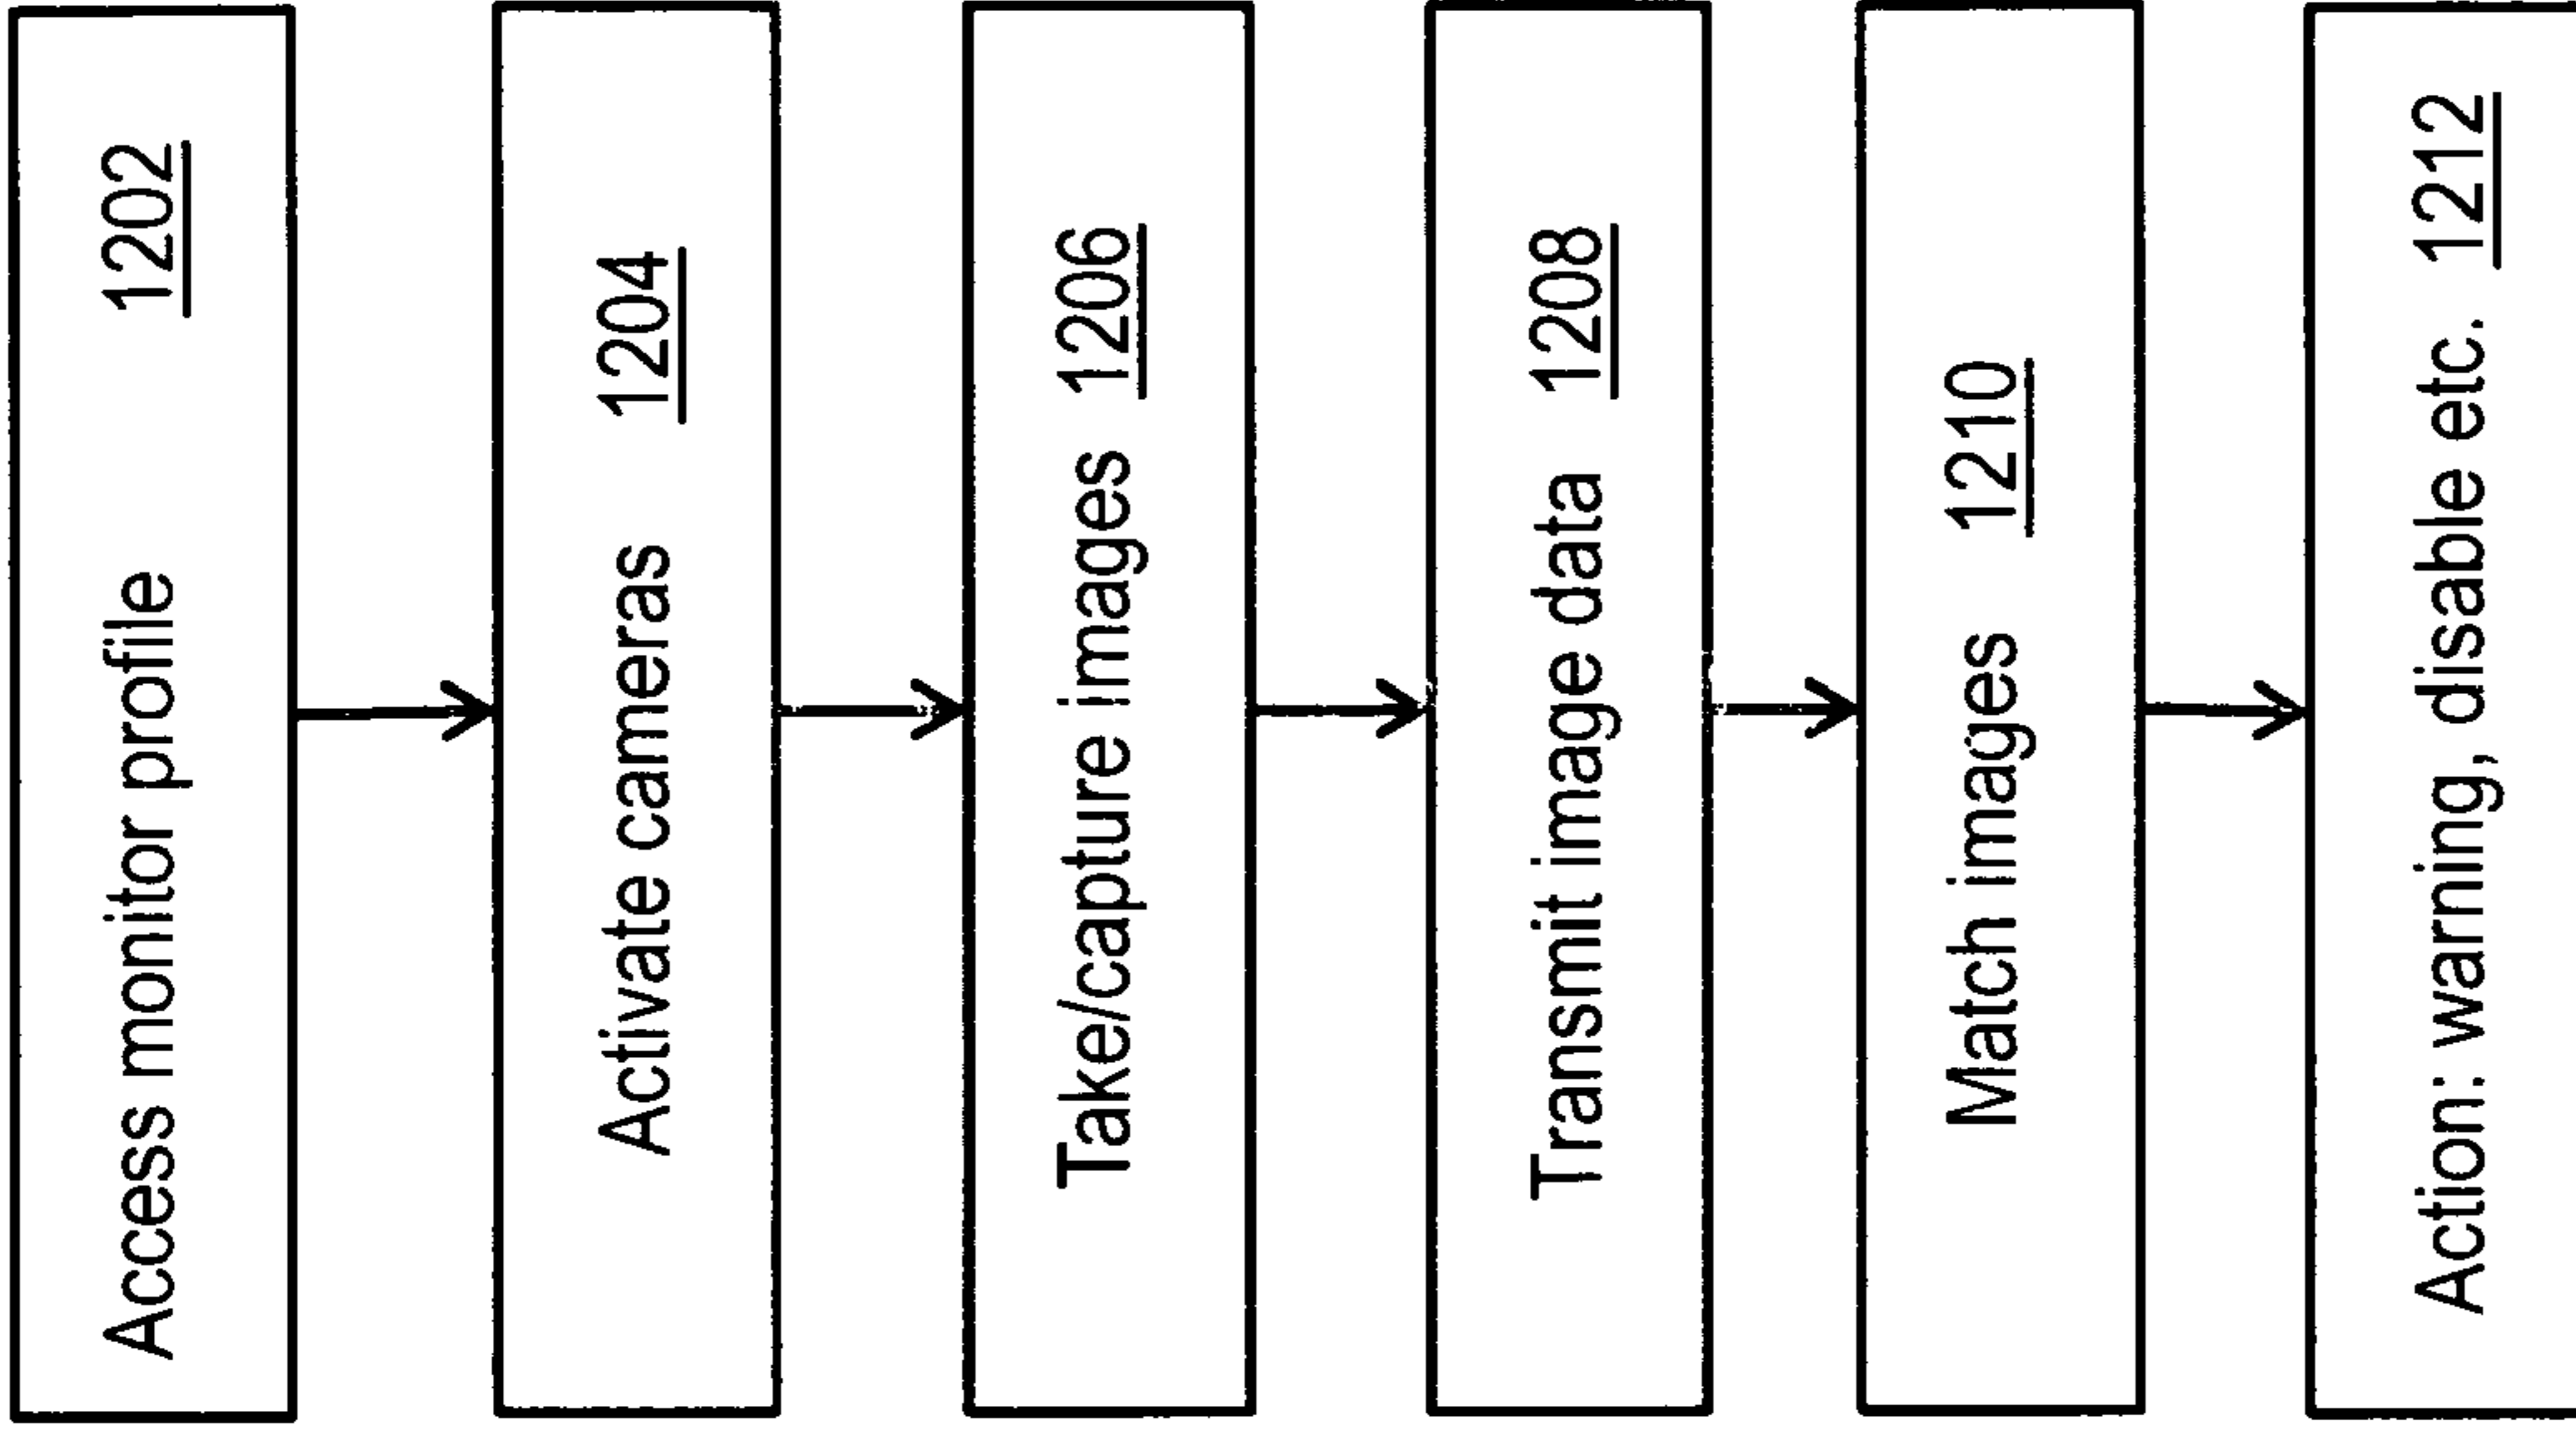 Access monitor profile 1202
Activate cameras 1204
Take/capture images 1206
Transmit image data 1208
Match images 1210
Action: warning, disable etc. 1212